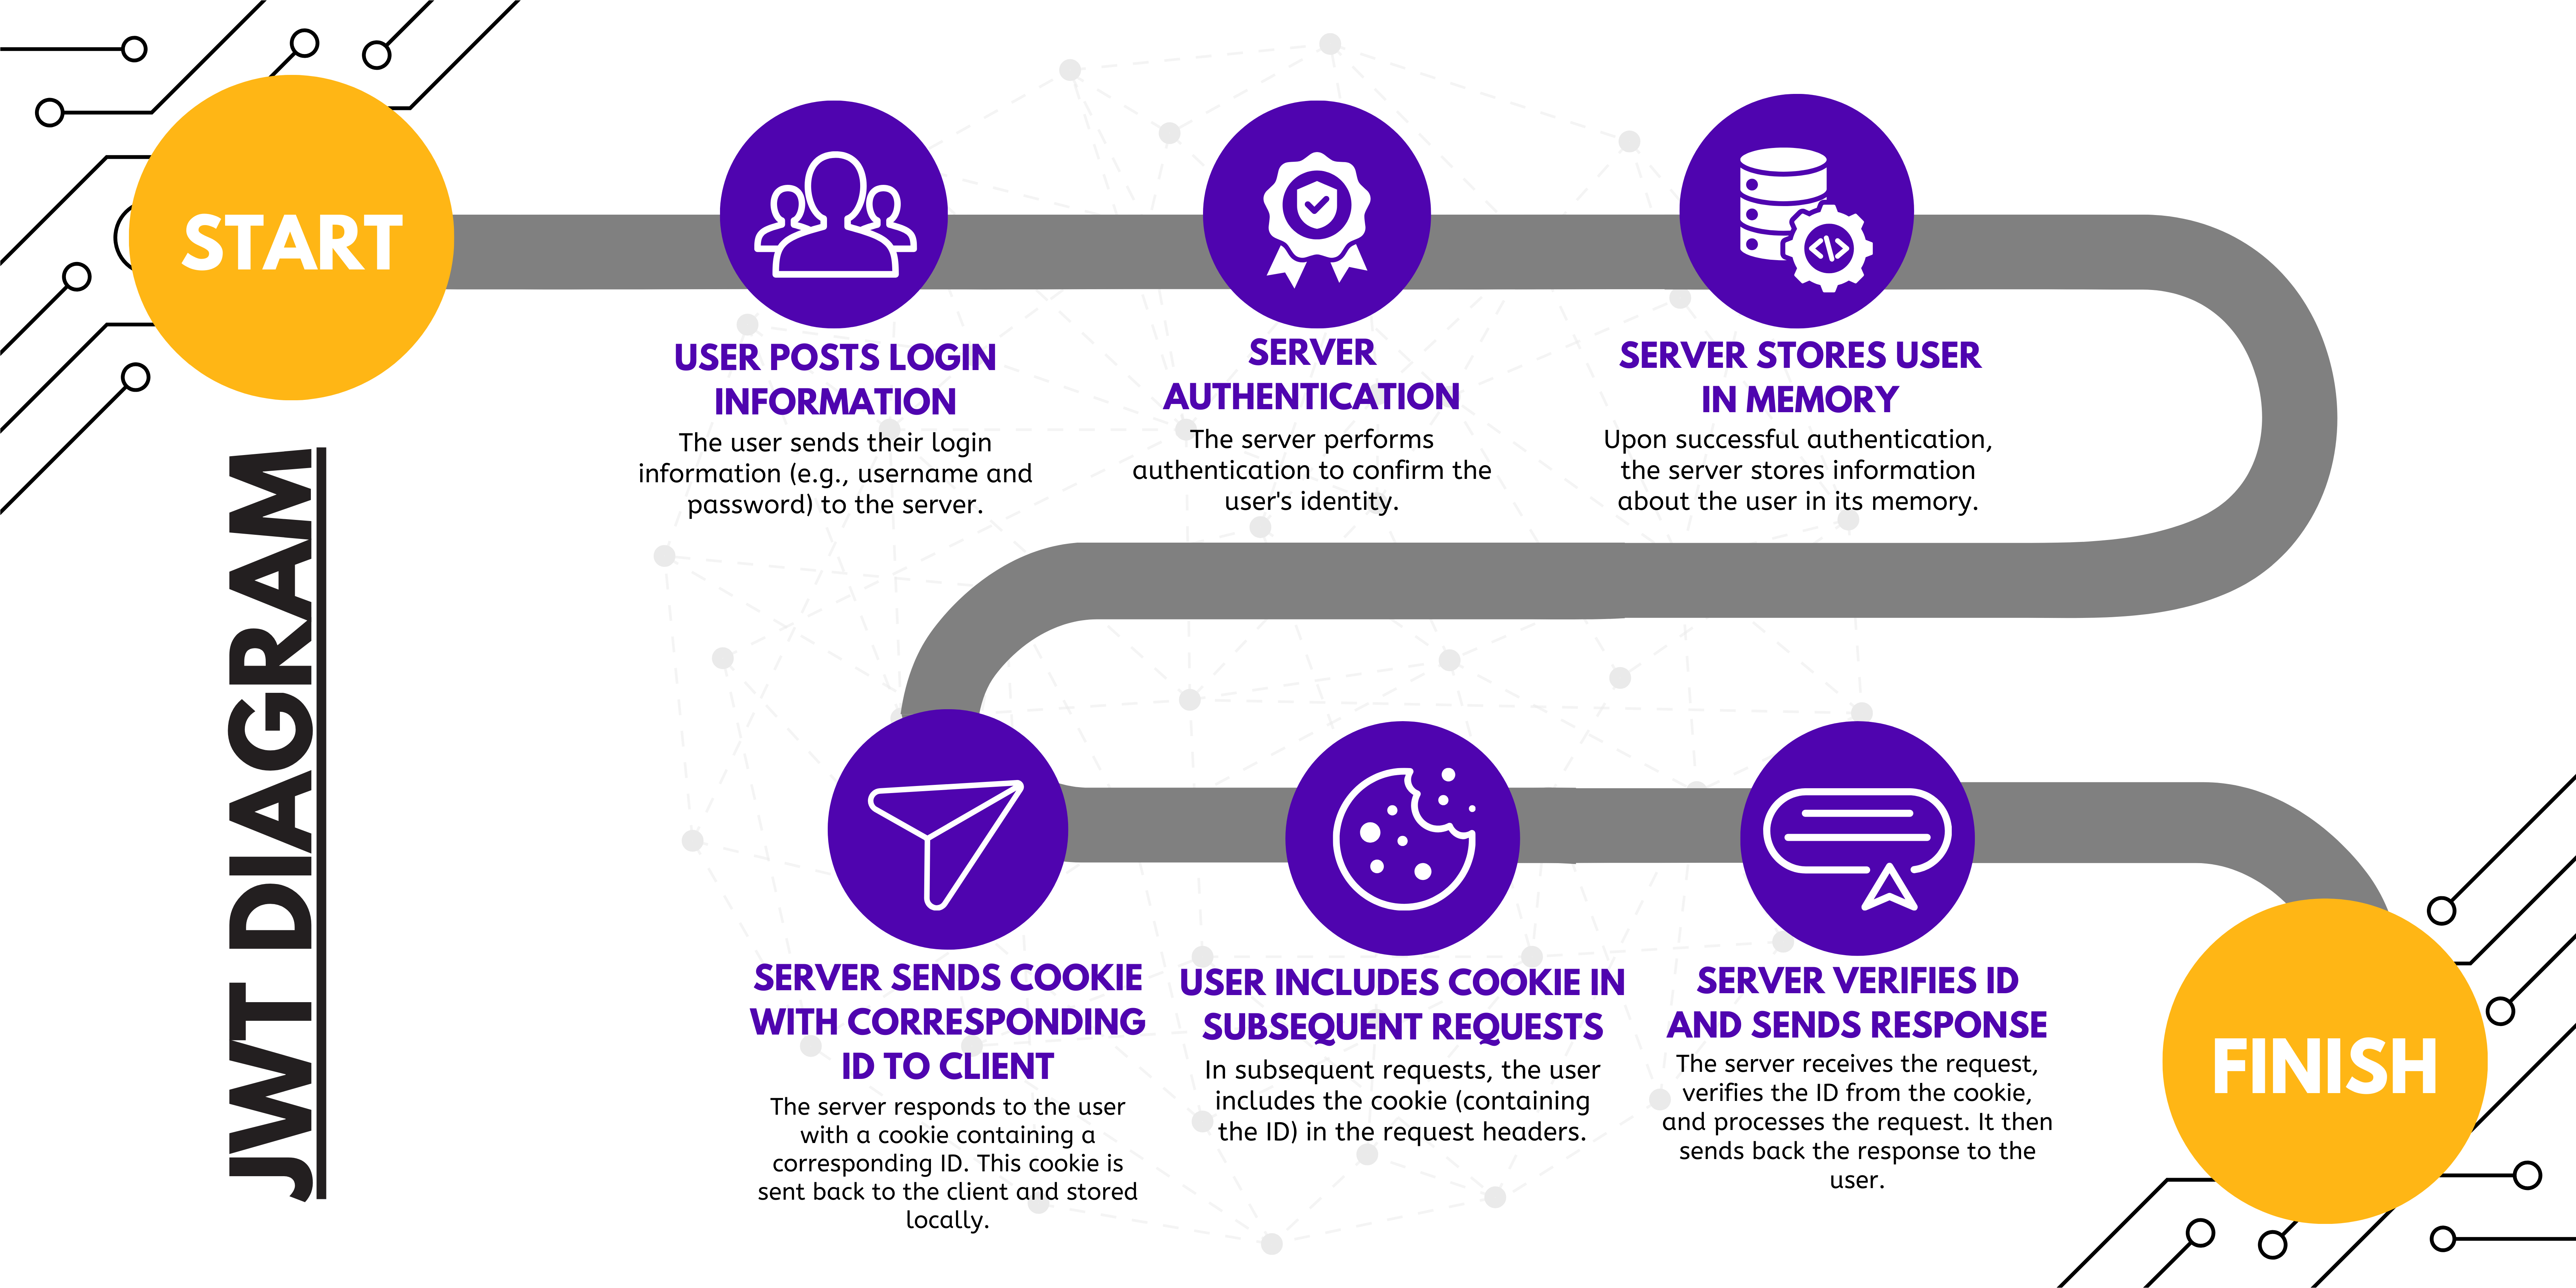 START
JWT DIAGRAM
USER POSTS LOGIN
INFORMATION
The user sends their login
information (e.g., username and
password) to the server.
SERVER
AUTHENTICATION
The server performs
authentication to confirm the
user's identity.
SERVER STORES USER
IN MEMORY
Upon successful authentication,
the server stores information
about the user in its memory.
SERVER SENDS COOKIE
WITH CORRESPONDING
ID TO CLIENT
The server responds to the user
with a cookie containing a
corresponding ID. This cookie is
sent back to the client and stored
locally.
USER INCLUDES COOKIE IN
SUBSEQUENT REQUESTS
In subsequent requests, the user
includes the cookie (containing
the ID) in the request headers.
SERVER VERIFIES ID
AND SENDS RESPONSE
The server receives the request,
verifies the ID from the cookie,
and processes the request. It then
sends back the response to the
user.
FINISH